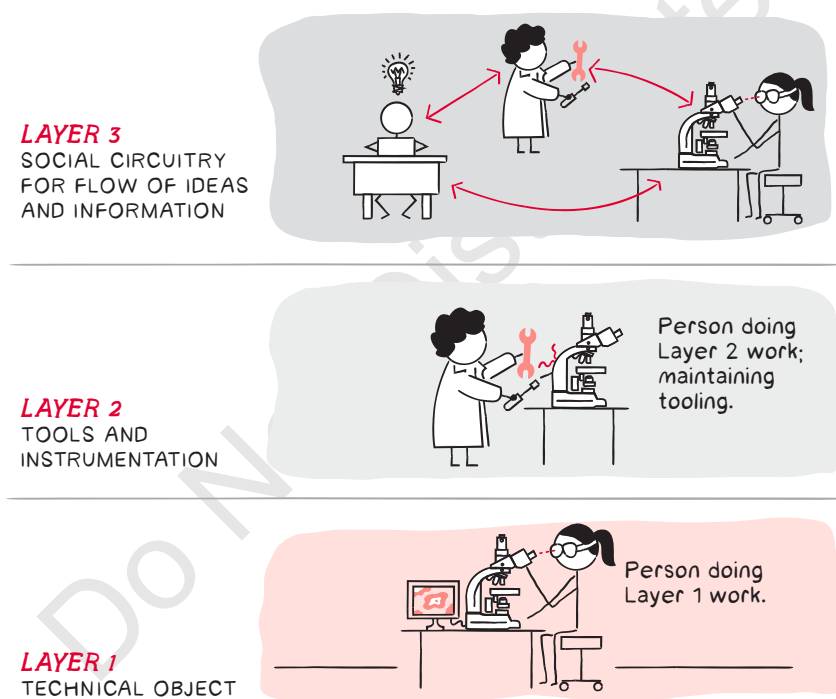 LAYER 3
SOCIAL CIRCUITRY
FOR FLOW OF IDEAS
AND INFORMATION
LAYER 2
TOOLS AND
INSTRUMENTATION
Person doing
Layer 2 work;
maintaining
tooling.
LAYER 1
TECHNICAL OBJECT
Person doing
Layer 1 work.
Do N